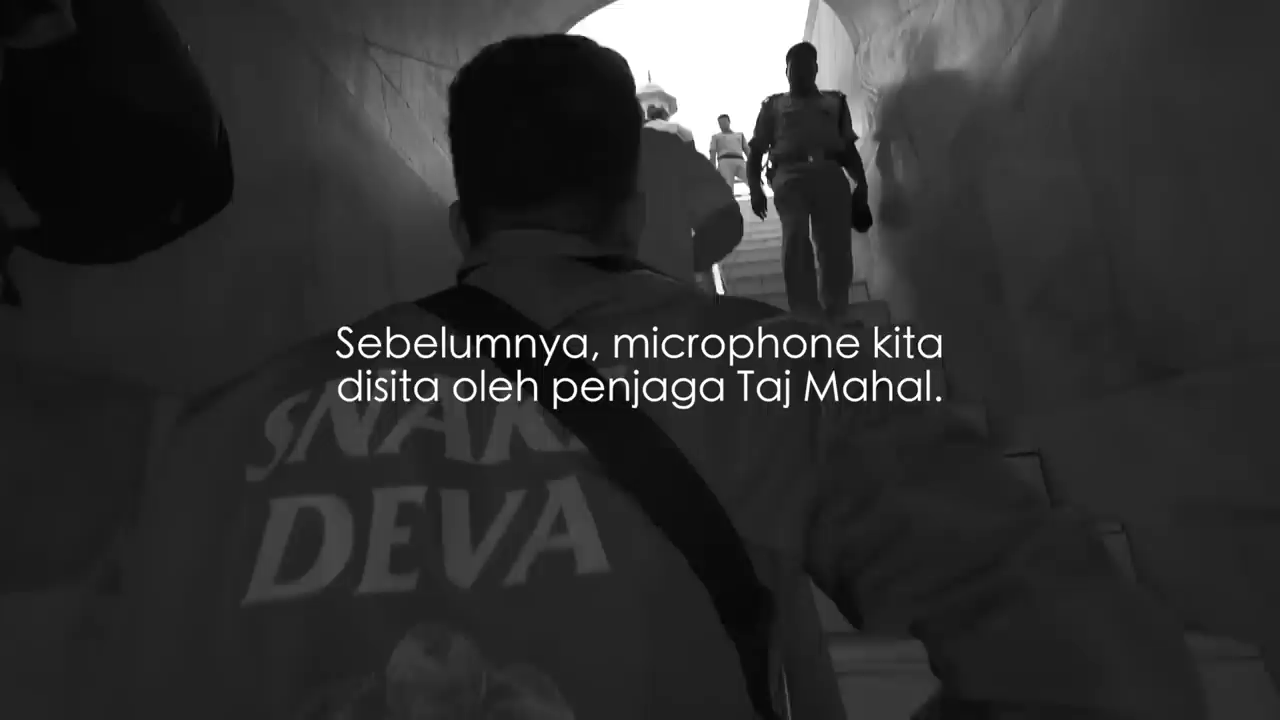 Sebelumnya, microphone kita
disita oleh penjaga Taj Mahal.
DEVA